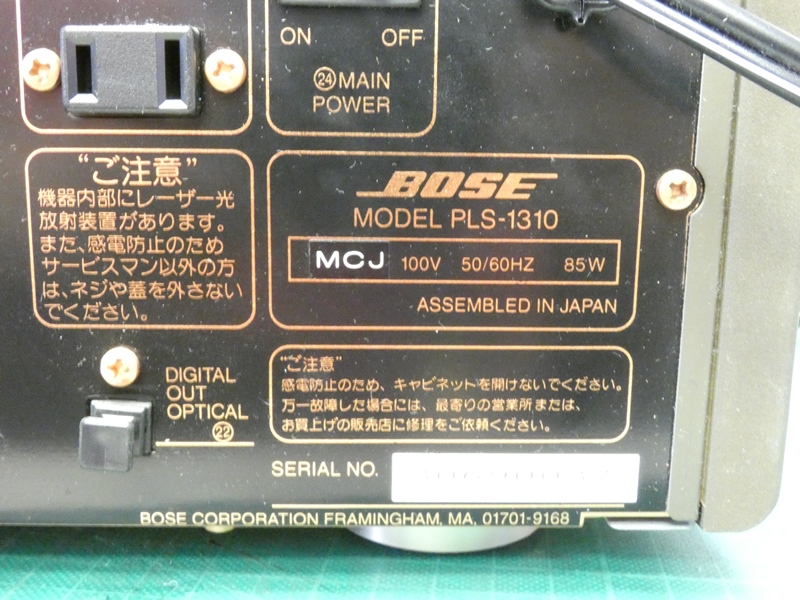 ON OFF
㉔MAIN
POWER
“ご注意”
機器内部にレーザー光
放射装置があります。
また、感電防止のため
サービスマン以外の方
は、ネジや蓋を外さない
でください。
BOSE
MODEL PLS-1310
MCJ 100V 50/60HZ 85W
ASSEMBLED IN JAPAN
DIGITAL
OUT
OPTICAL
㉒
“ご注意”
感電防止のため、キャビネットを開けないでください。
万一故障した場合には、最寄りの営業所または、
お買上げの販売店に修理をご依頼ください。
SERIAL NO.
BOSE CORPORATION FRAMINGHAM, MA, 01701-9168